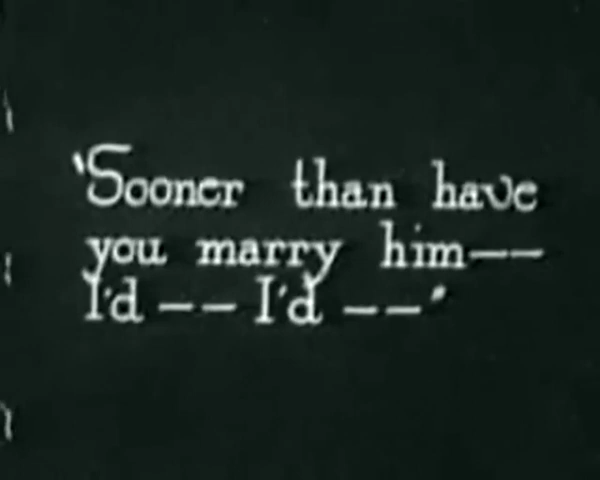 'Sooner than have
you marry him——
I'd —— I'd ——'